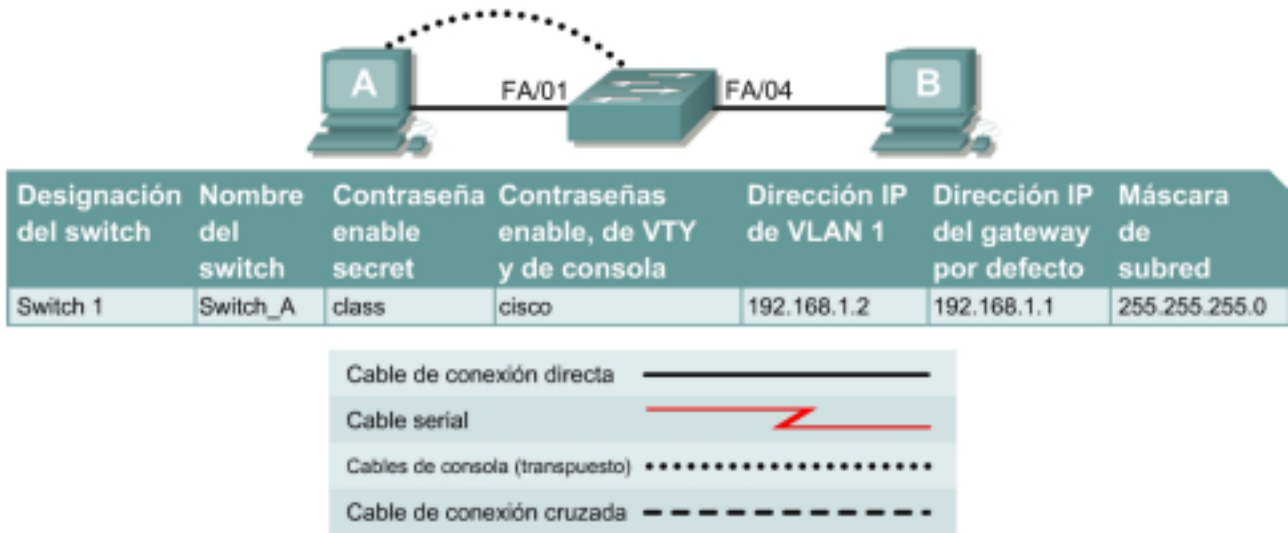 A
FA/01
FA/04
B
Designación del switch
Nombre del switch
Contraseña enable secret
Contraseñas enable, de VTY y de consola
Dirección IP de VLAN 1
Dirección IP del gateway por defecto
Máscara de subred
Switch 1
Switch_A
class
cisco
192.168.1.2
192.168.1.1
255.255.255.0
Cable de conexión directa
Cable serial
Cables de consola (transpuesto)
Cable de conexión cruzada